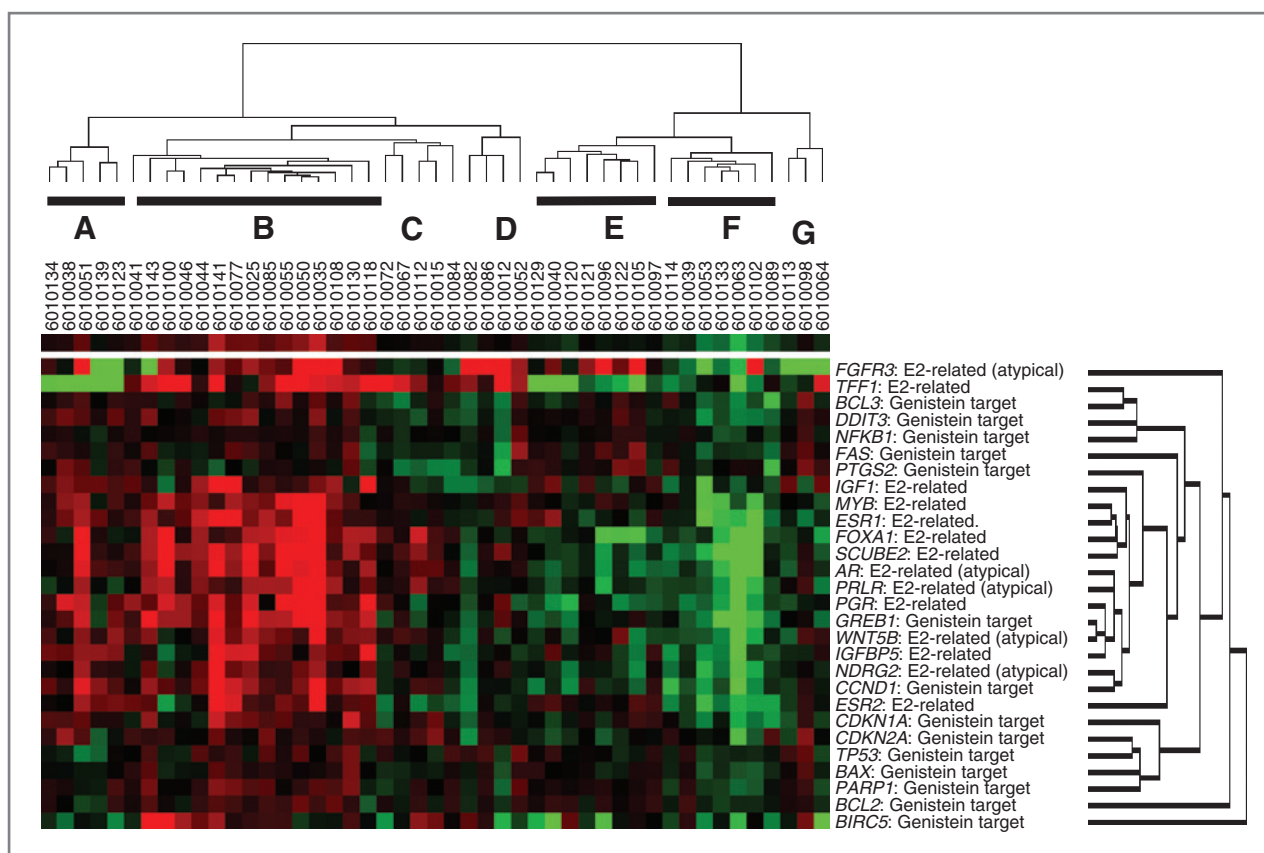 A B C D E F G
6010134 6010038 6010051 6010139 6010123 6010041 6010143 6010100 6010046 6010044 6010141 6010077 6010025 6010085 6010055 6010050 6010035 6010108 6010130 6010118 6010072 6010067 6010112 6010015 6010084 6010082 6010086 6010012 6010052 6010129 6010040 6010120 6010121 6010096 6010122 6010105 6010097 6010114 6010039 6010053 6010133 6010063 6010102 6010089 6010113 6010098 6010064
FGFR3: E2-related (atypical)
TFF1: E2-related
BCL3: Genistein target
DDIT3: Genistein target
NFKB1: Genistein target
FAS: Genistein target
PTGS2: Genistein target
IGF1: E2-related
MYB: E2-related
ESR1: E2-related.
FOXA1: E2-related
SCUBE2: E2-related
AR: E2-related (atypical)
PRLR: E2-related (atypical)
PGR: E2-related
GREB1: Genistein target
WNT5B: E2-related (atypical)
IGFBP5: E2-related
NDRG2: E2-related (atypical)
CCND1: Genistein target
ESR2: E2-related
CDKN1A: Genistein target
CDKN2A: Genistein target
TP53: Genistein target
BAX: Genistein target
PARP1: Genistein target
BCL2: Genistein target
BIRC5: Genistein target